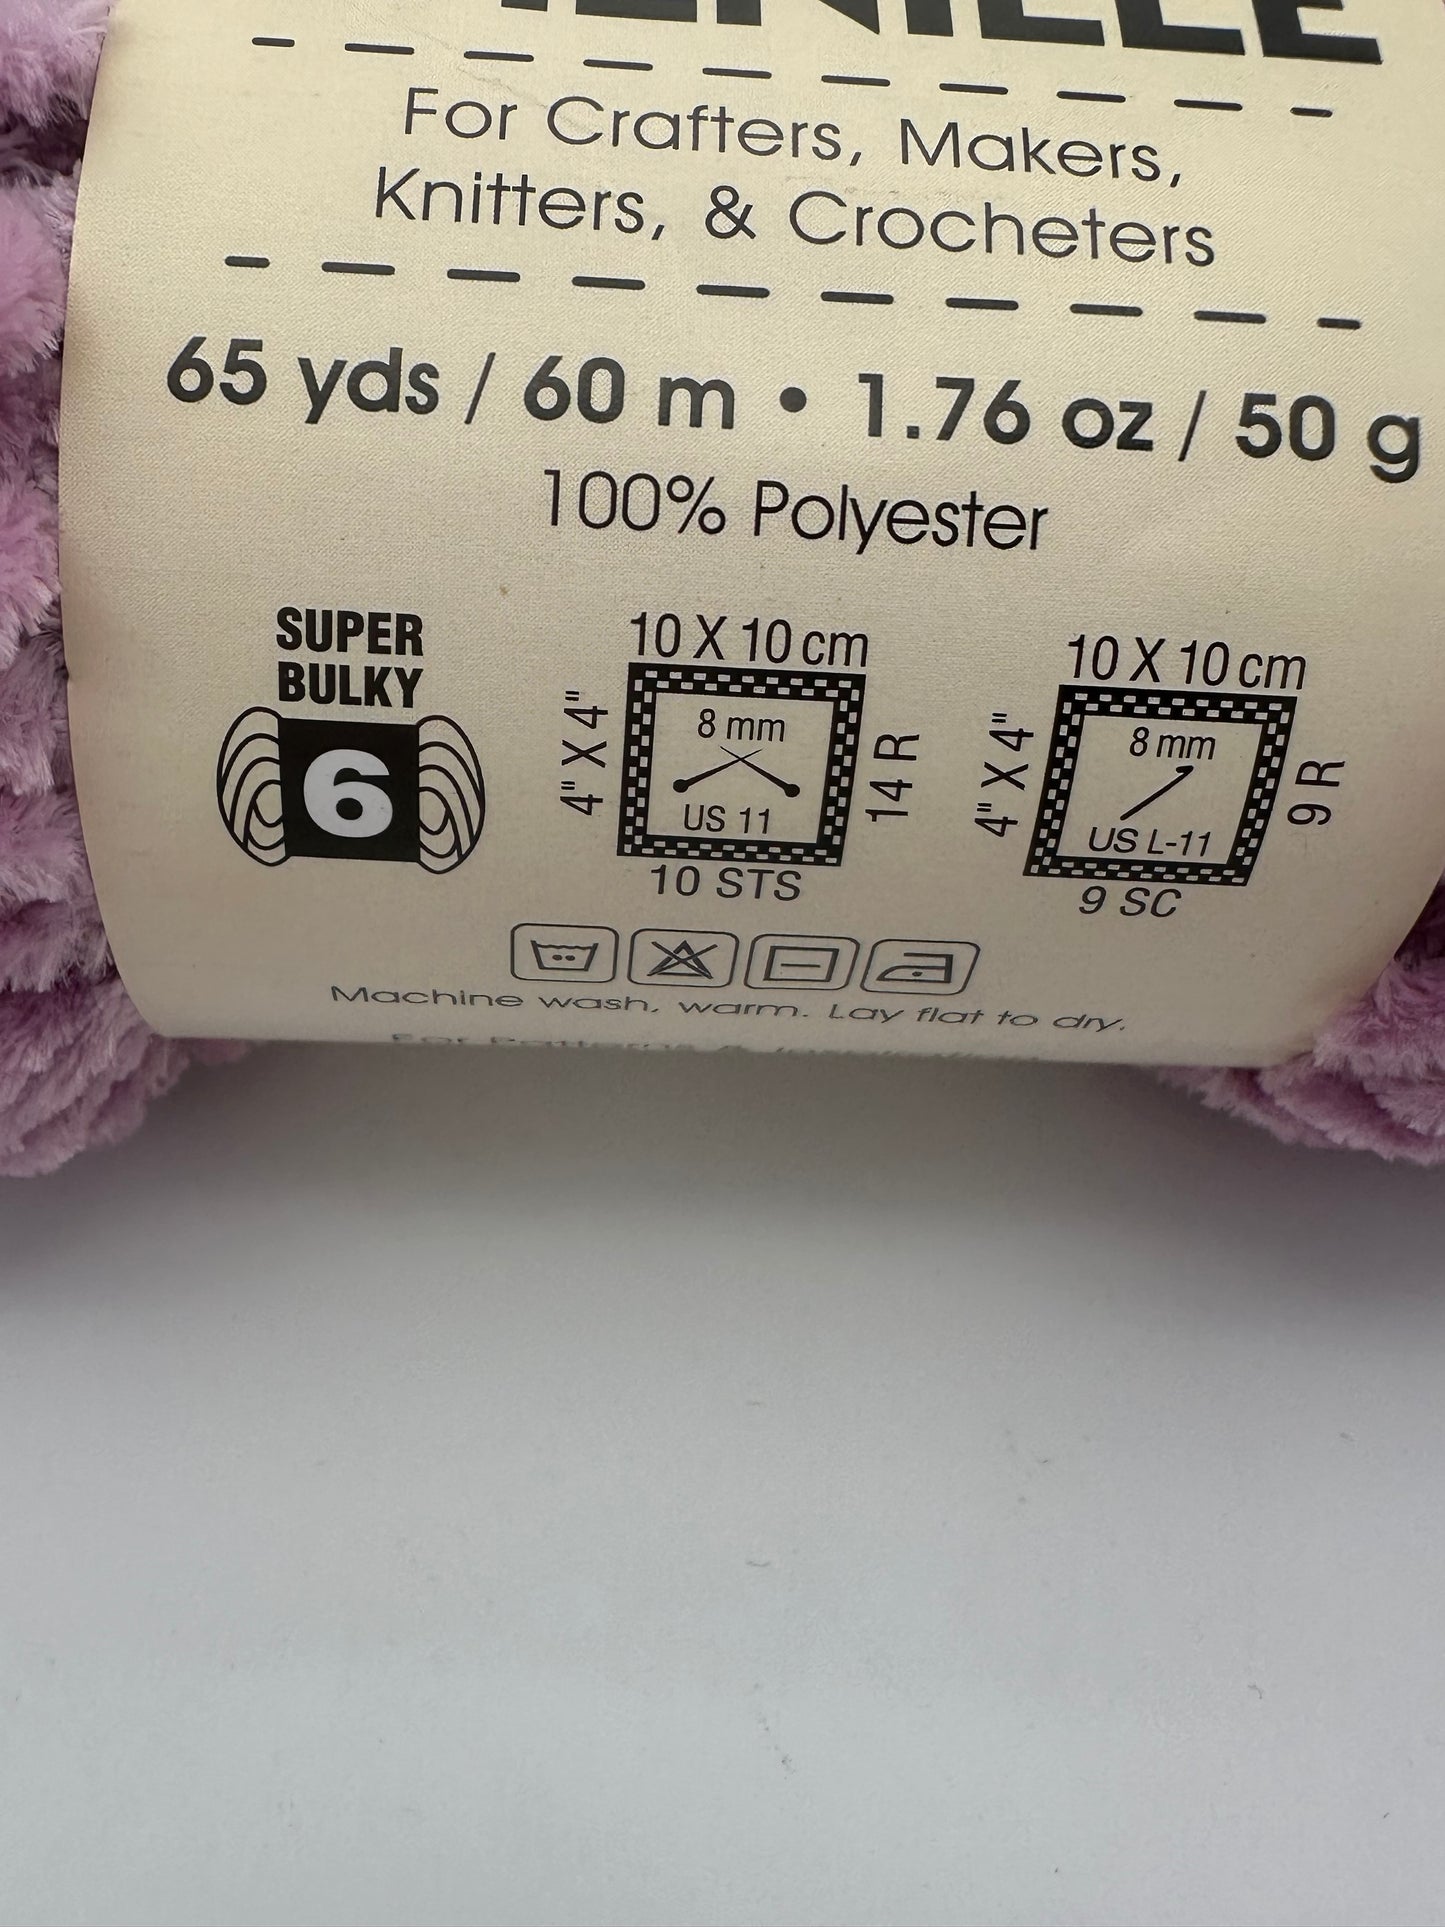 For Crafters, Makers,
Knitters, & Crocheters
65 yds / 60 m • 1.76 oz / 50 g
100% Polyester
SUPER
BULKY
6
10 X 10 cm
4" X 4"
8 mm
US 11
14 R
10 STS
10 X 10 cm
4" X 4"
8 mm
US L-11
9 R
9 SC
Machine wash, warm. Lay flat to dry.
For Patterns &